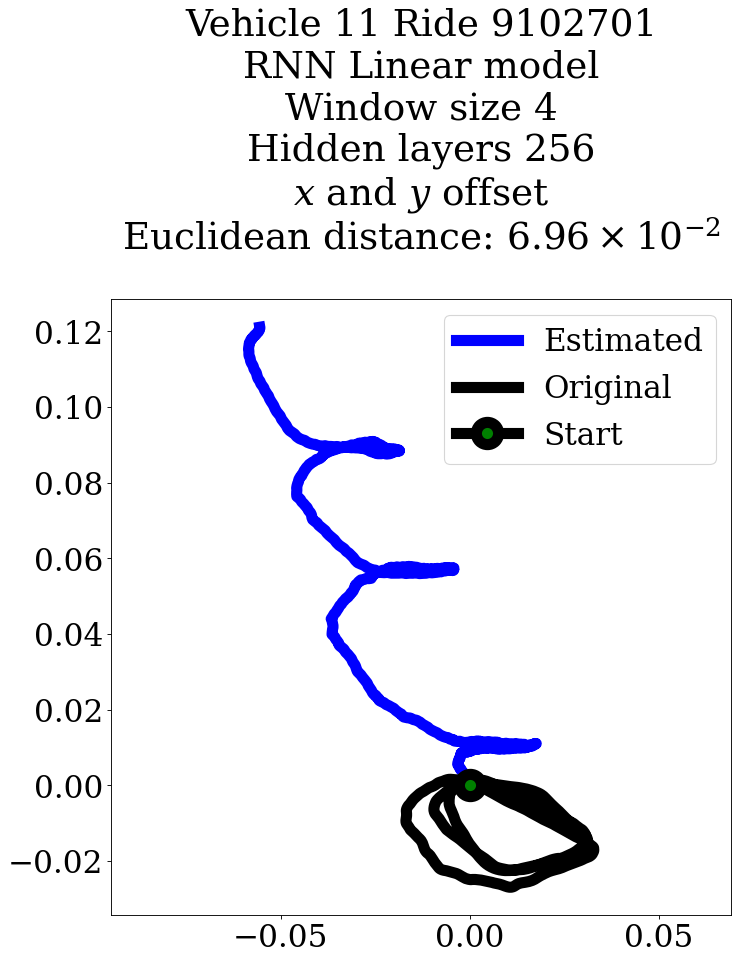 Vehicle 11 Ride 9102701
RNN Linear model
Window size 4
Hidden layers 256
x and y offset
Euclidean distance: 6.96 × 10⁻²
Estimated
Original
Start
0.12
0.10
0.08
0.06
0.04
0.02
0.00
−0.02
−0.05 0.00 0.05